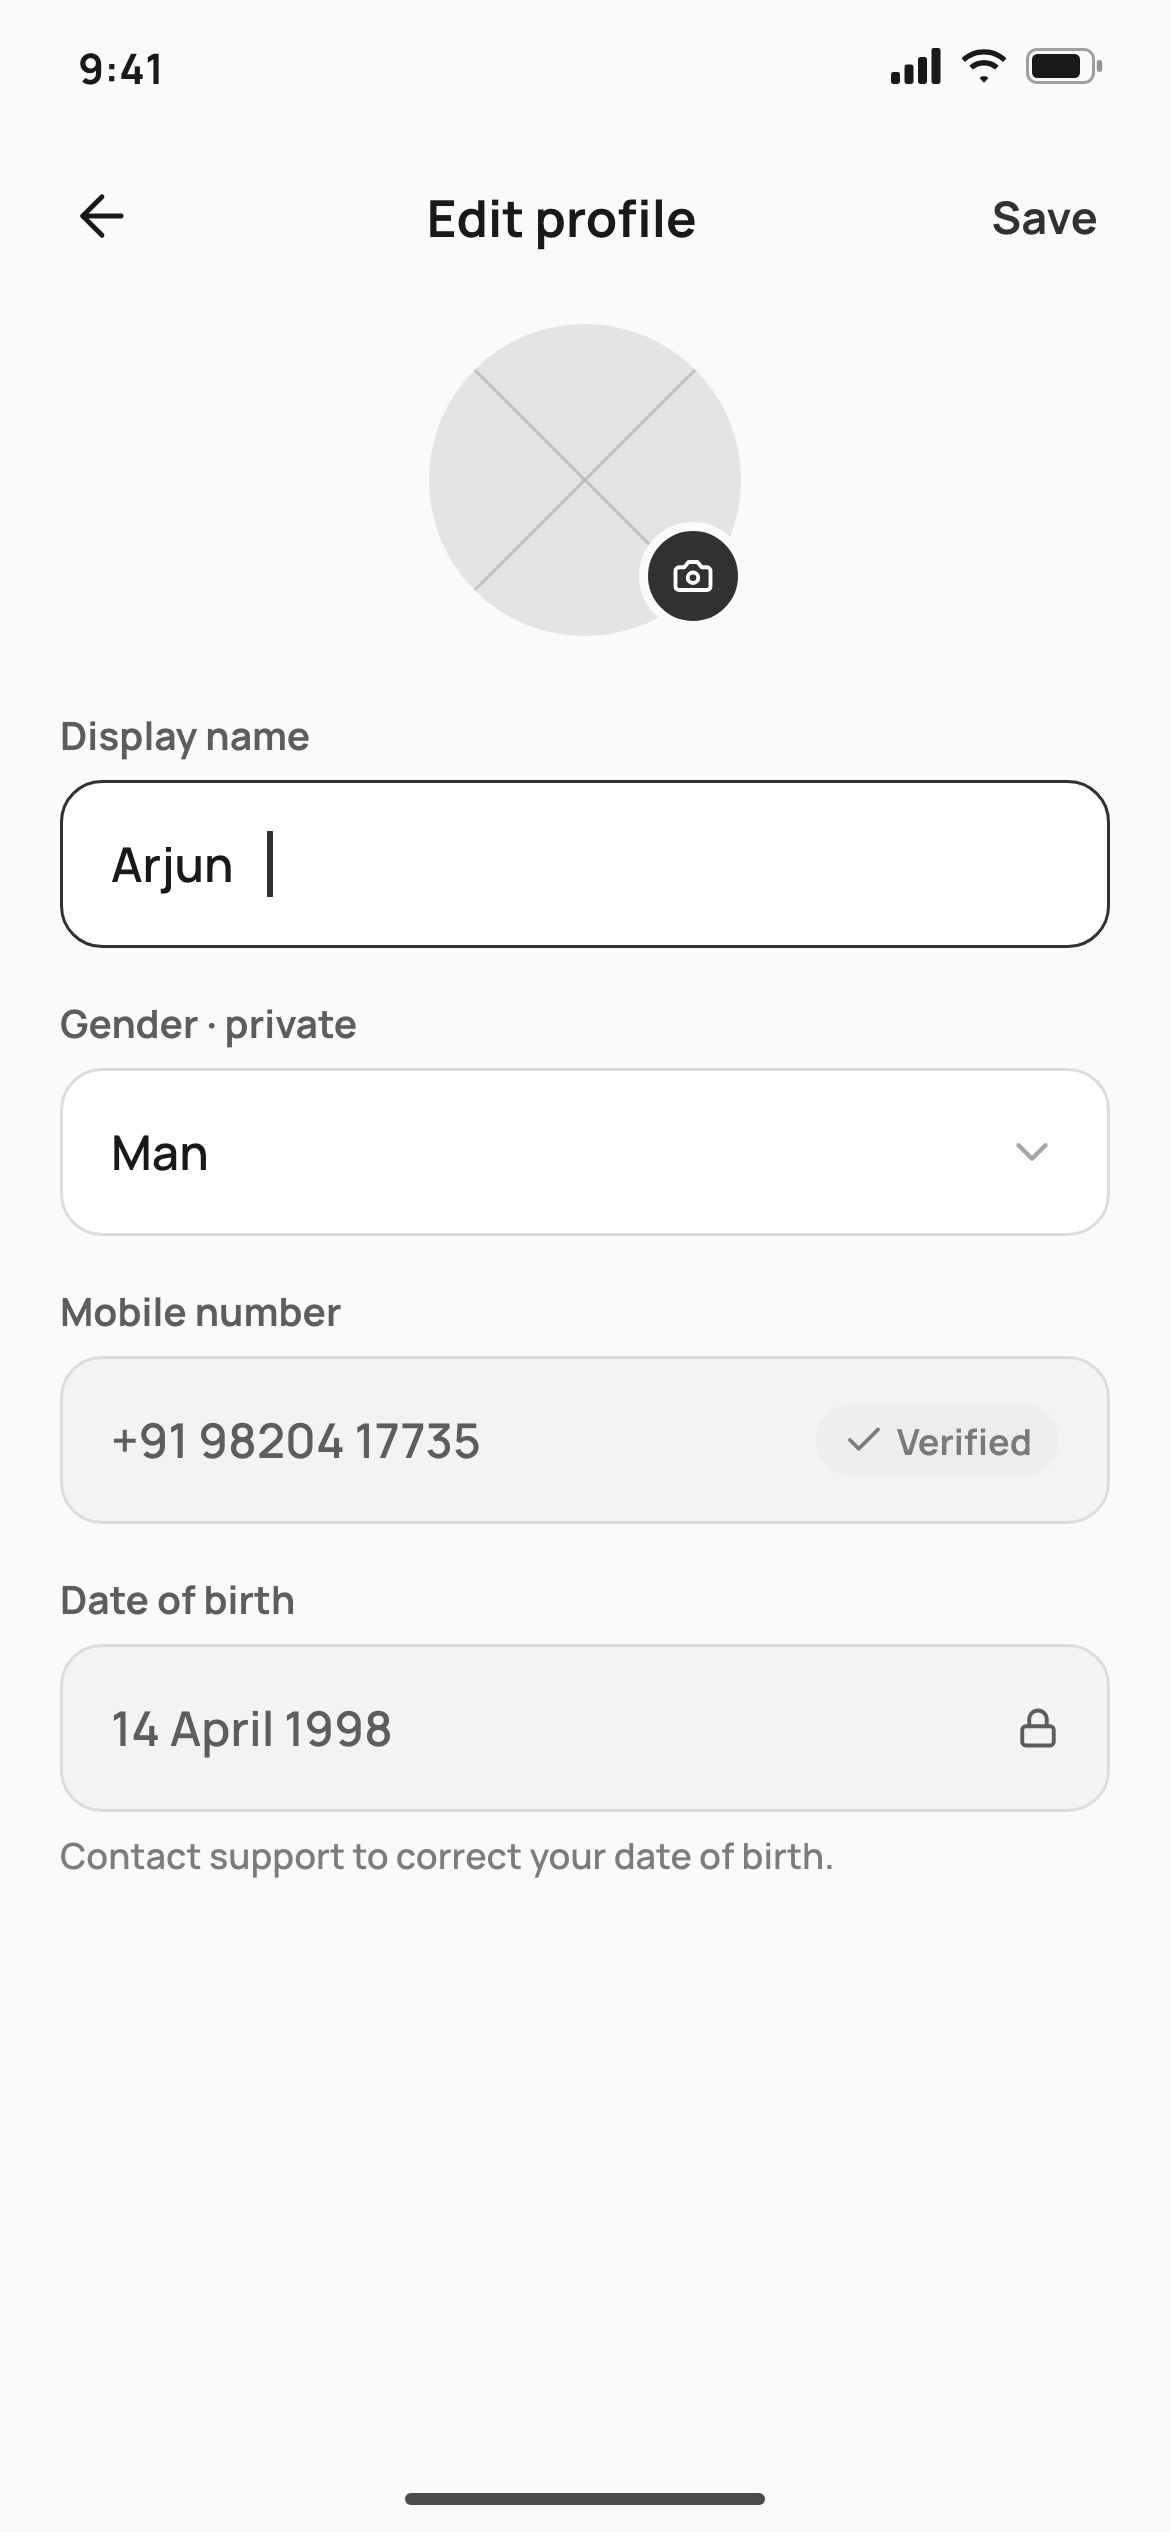 9:41
Edit profile
Save
Display name
Arjun
Gender · private
Man
Mobile number
+91 98204 17735
Verified
Date of birth
14 April 1998
Contact support to correct your date of birth.